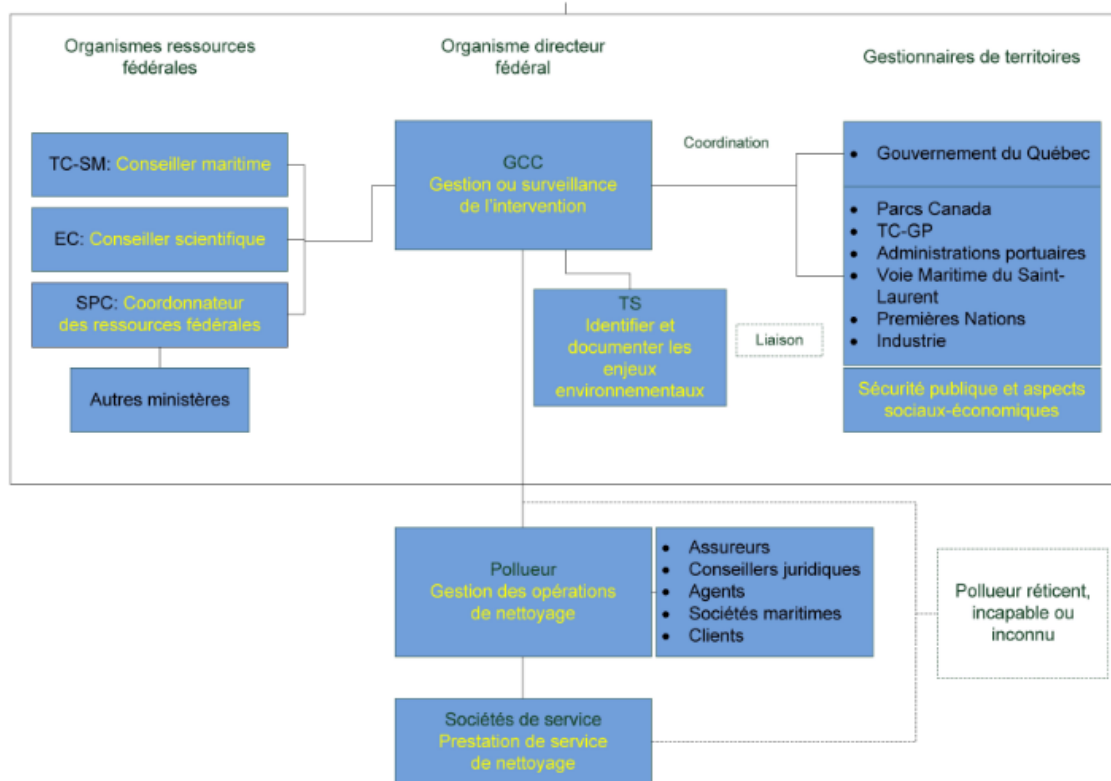 Organismes ressources
fédérales
Organisme directeur
fédéral
Gestionnaires de territoires
TC-SM: Conseiller maritime
EC: Conseiller scientifique
SPC: Coordonnateur
des ressources fédérales
Autres ministères
GCC
Gestion ou surveillance
de l'intervention
TS
Identifier et
documenter les
enjeux
environnementaux
Coordination
Liaison
• Gouvernement du Québec
• Parcs Canada
• TC-GP
• Administrations portuaires
• Voie Maritime du Saint-
Laurent
• Premières Nations
• Industrie
Sécurité publique et aspects
sociaux-économiques
Pollueur
Gestion des opérations
de nettoyage
• Assureurs
• Conseillers juridiques
• Agents
• Sociétés maritimes
• Clients
Pollueur réticent,
incapable ou
inconnu
Sociétés de service
Prestation de service
de nettoyage